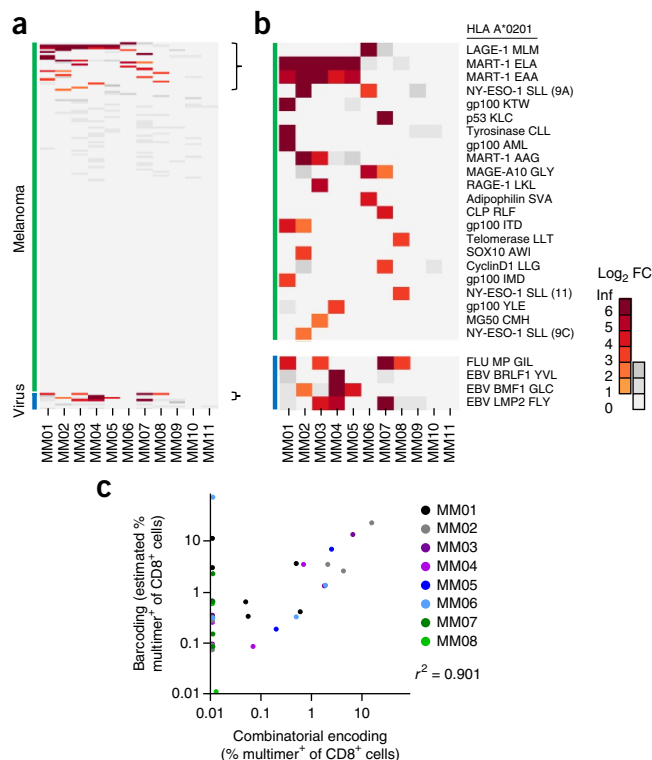 a
Melanoma
Virus
MM01
MM02
MM03
MM04
MM05
MM06
MM07
MM08
MM09
MM10
MM11
b
HLA A*0201
LAGE-1 MLM
MART-1 ELA
MART-1 EAA
NY-ESO-1 SLL (9A)
gp100 KTW
p53 KLC
Tyrosinase CLL
gp100 AML
MART-1 AAG
MAGE-A10 GLY
RAGE-1 LKL
Adipophilin SVA
CLP RLF
gp100 ITD
Telomerase LLT
SOX10 AWI
CyclinD1 LLG
gp100 IMD
NY-ESO-1 SLL (11)
gp100 YLE
MG50 CMH
NY-ESO-1 SLL (9C)
FLU MP GIL
EBV BRLF1 YVL
EBV BMF1 GLC
EBV LMP2 FLY
MM01
MM02
MM03
MM04
MM05
MM06
MM07
MM08
MM09
MM10
MM11
Log₂ FC
Inf
6
5
4
3
2
1
0
c
Barcoding (estimated %
multimer⁺ of CD8⁺ cells)
10
1
0.1
0.01
0.01
0.1
1
10
Combinatorial encoding
(% multimer⁺ of CD8⁺ cells)
MM01
MM02
MM03
MM04
MM05
MM06
MM07
MM08
r² = 0.901